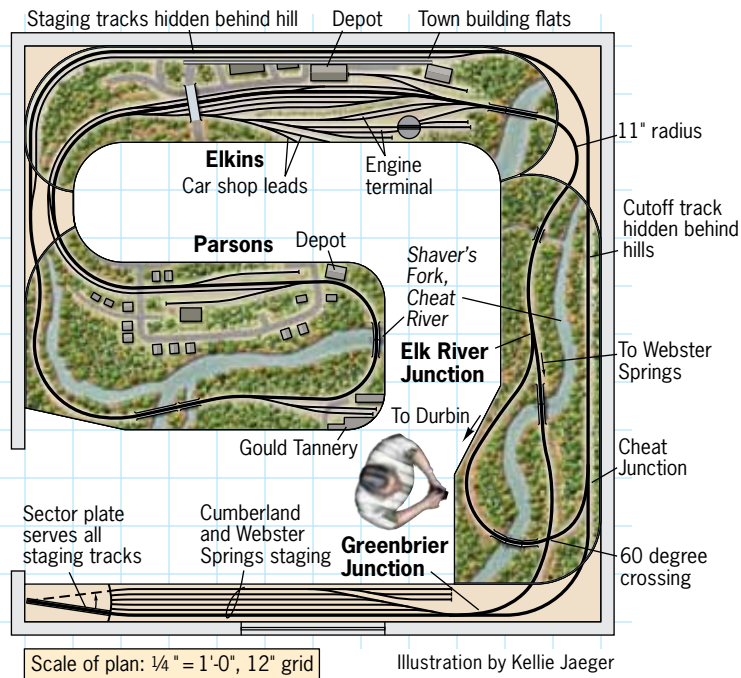 Staging tracks hidden behind hill
Depot
Town building flats
11" radius
Elkins
Car shop leads
Engine
terminal
Cutoff track
hidden behind
hills
Parsons
Depot
Shaver's
Fork,
Cheat
River
Elk River
Junction
To Webster
Springs
To Durbin
Gould Tannery
Cheat
Junction
Sector plate
serves all
staging tracks
Cumberland
and Webster
Springs staging
Greenbrier
Junction
60 degree
crossing
Scale of plan: ¼" = 1'-0", 12" grid
Illustration by Kellie Jaeger